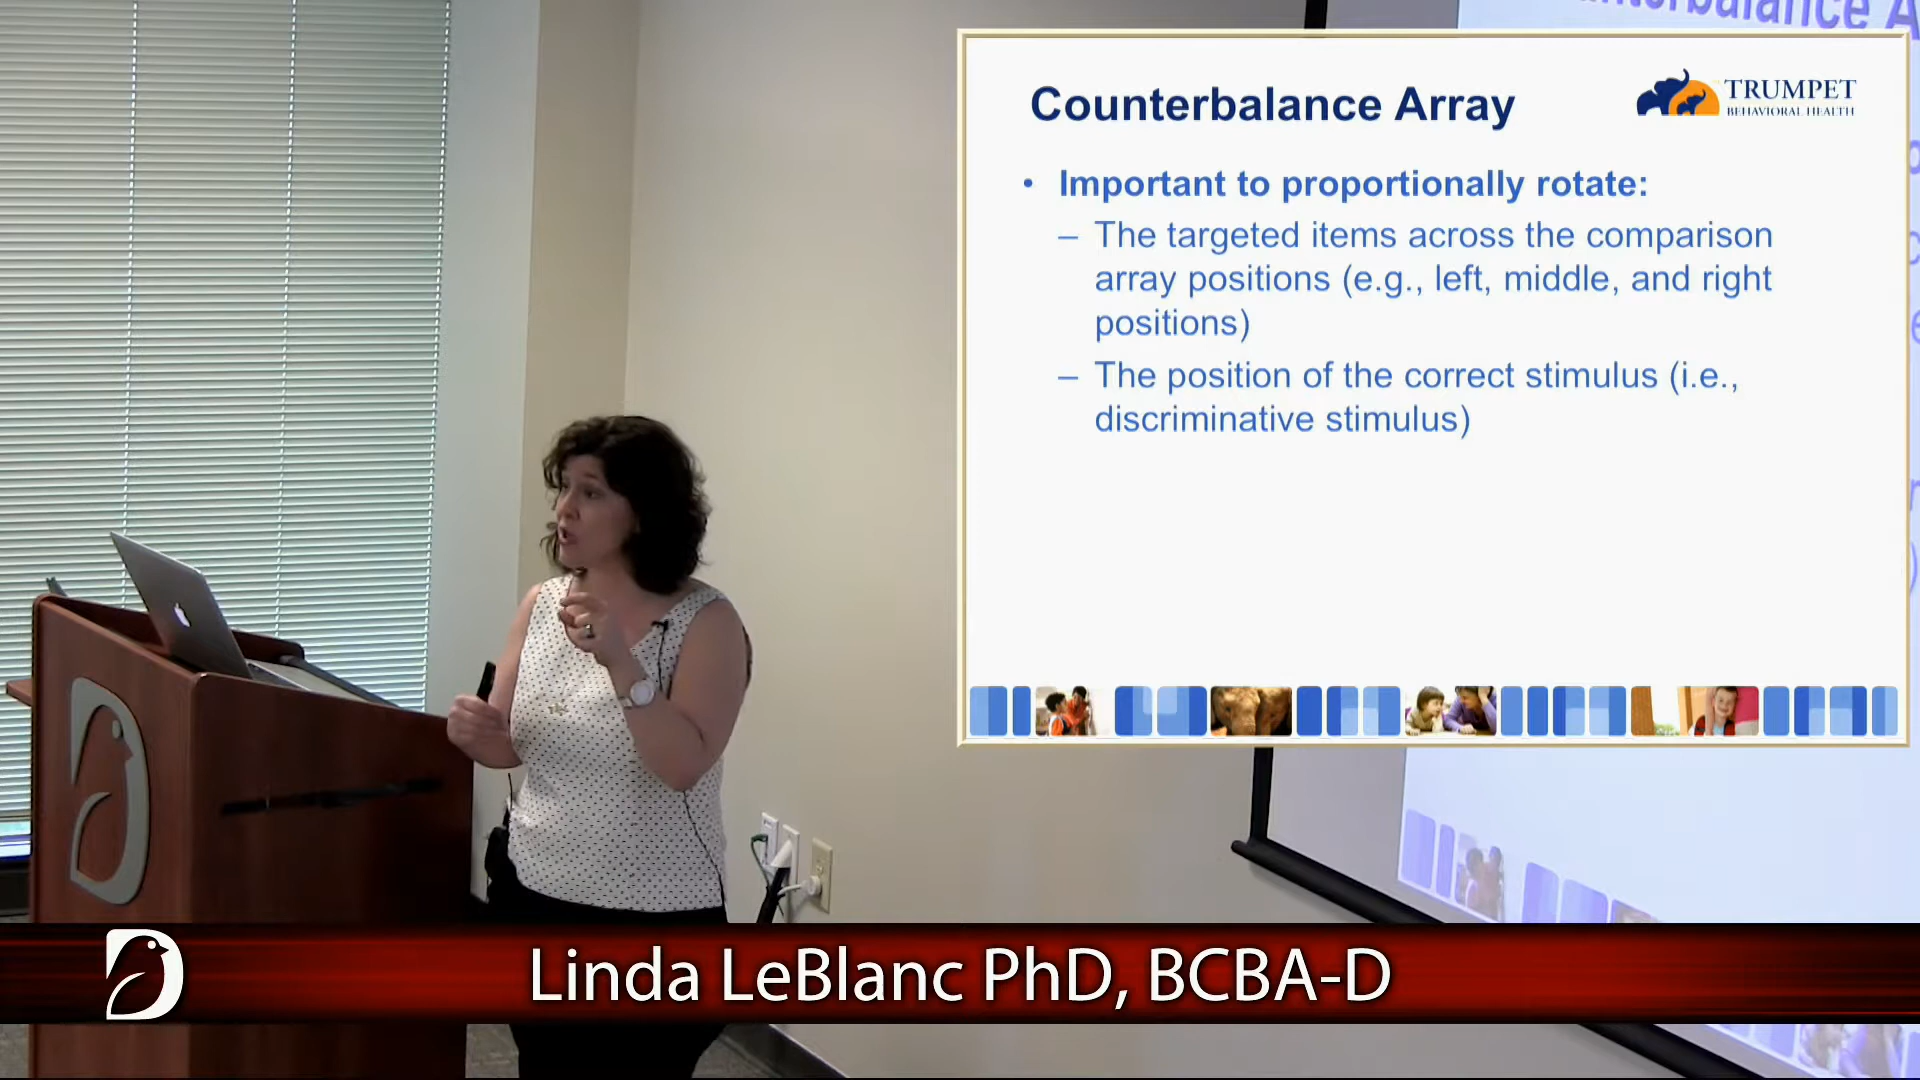 Counterbalance Array
TRUMPET
BEHAVIORAL HEALTH
• Important to proportionally rotate:
– The targeted items across the comparison
array positions (e.g., left, middle, and right
positions)
– The position of the correct stimulus (i.e.,
discriminative stimulus)
Linda LeBlanc PhD, BCBA-D